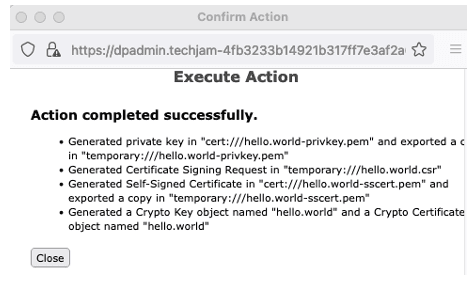 Confirm Action
https://dpadmin.techjam-4fb3233b14921b317ff7e3af2a
Execute Action
Action completed successfully.
• Generated private key in "cert:///hello.world-privkey.pem" and exported a c
in "temporary:///hello.world-privkey.pem"
• Generated Certificate Signing Request in "temporary:///hello.world.csr"
• Generated Self-Signed Certificate in "cert:///hello.world-sscert.pem" and
exported a copy in "temporary:///hello.world-sscert.pem"
• Generated a Crypto Key object named "hello.world" and a Crypto Certificate
object named "hello.world"
Close